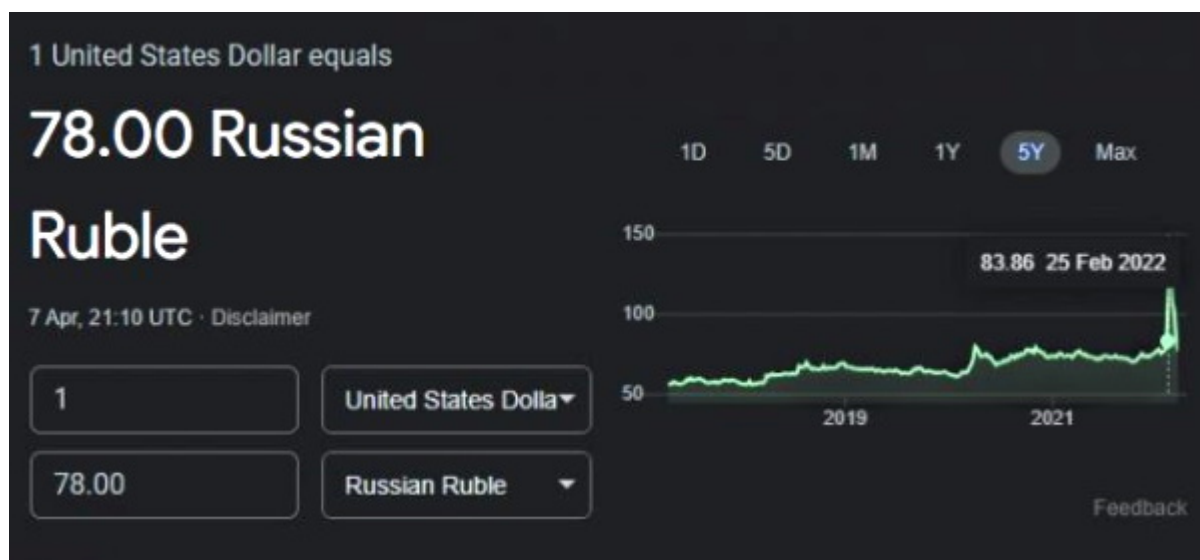 1 United States Dollar equals
78.00 Russian
Ruble
7 Apr, 21:10 UTC · Disclaimer
1
United States Dolla
78.00
Russian Ruble
1D 5D 1M 1Y 5Y Max
150
83.86 25 Feb 2022
100
50
2019 2021
Feedback